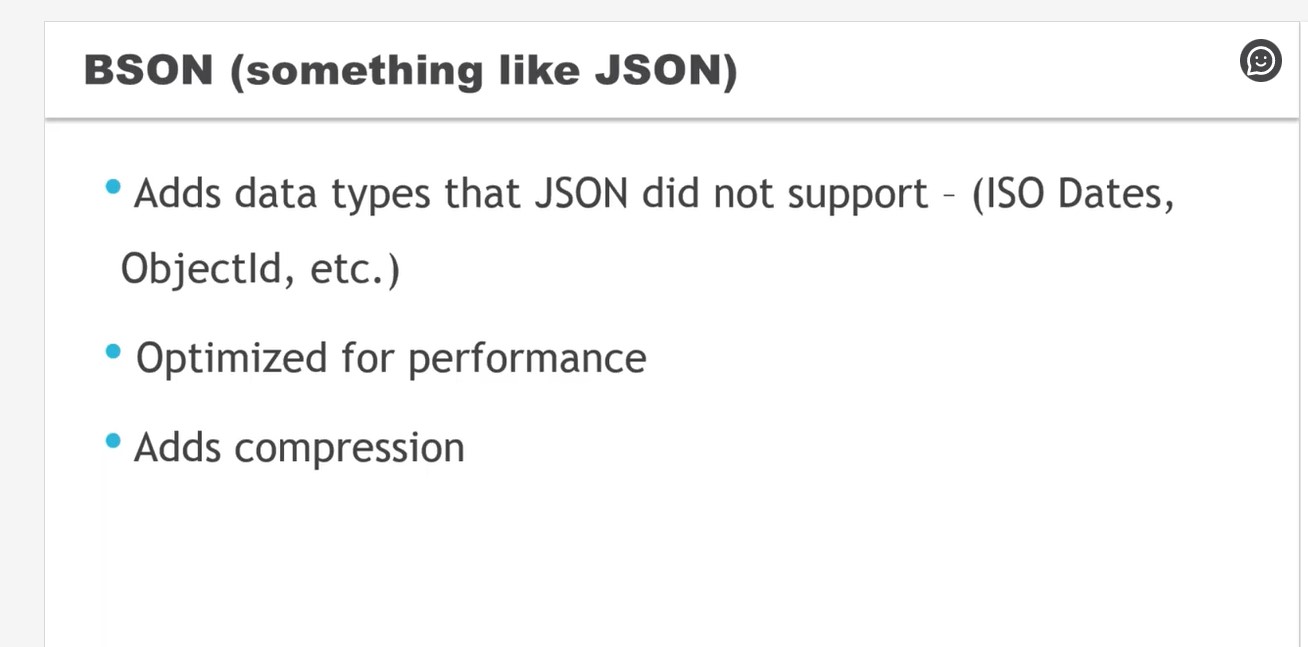 BSON (something like JSON)
• Adds data types that JSON did not support – (ISO Dates,
ObjectId, etc.)
• Optimized for performance
• Adds compression